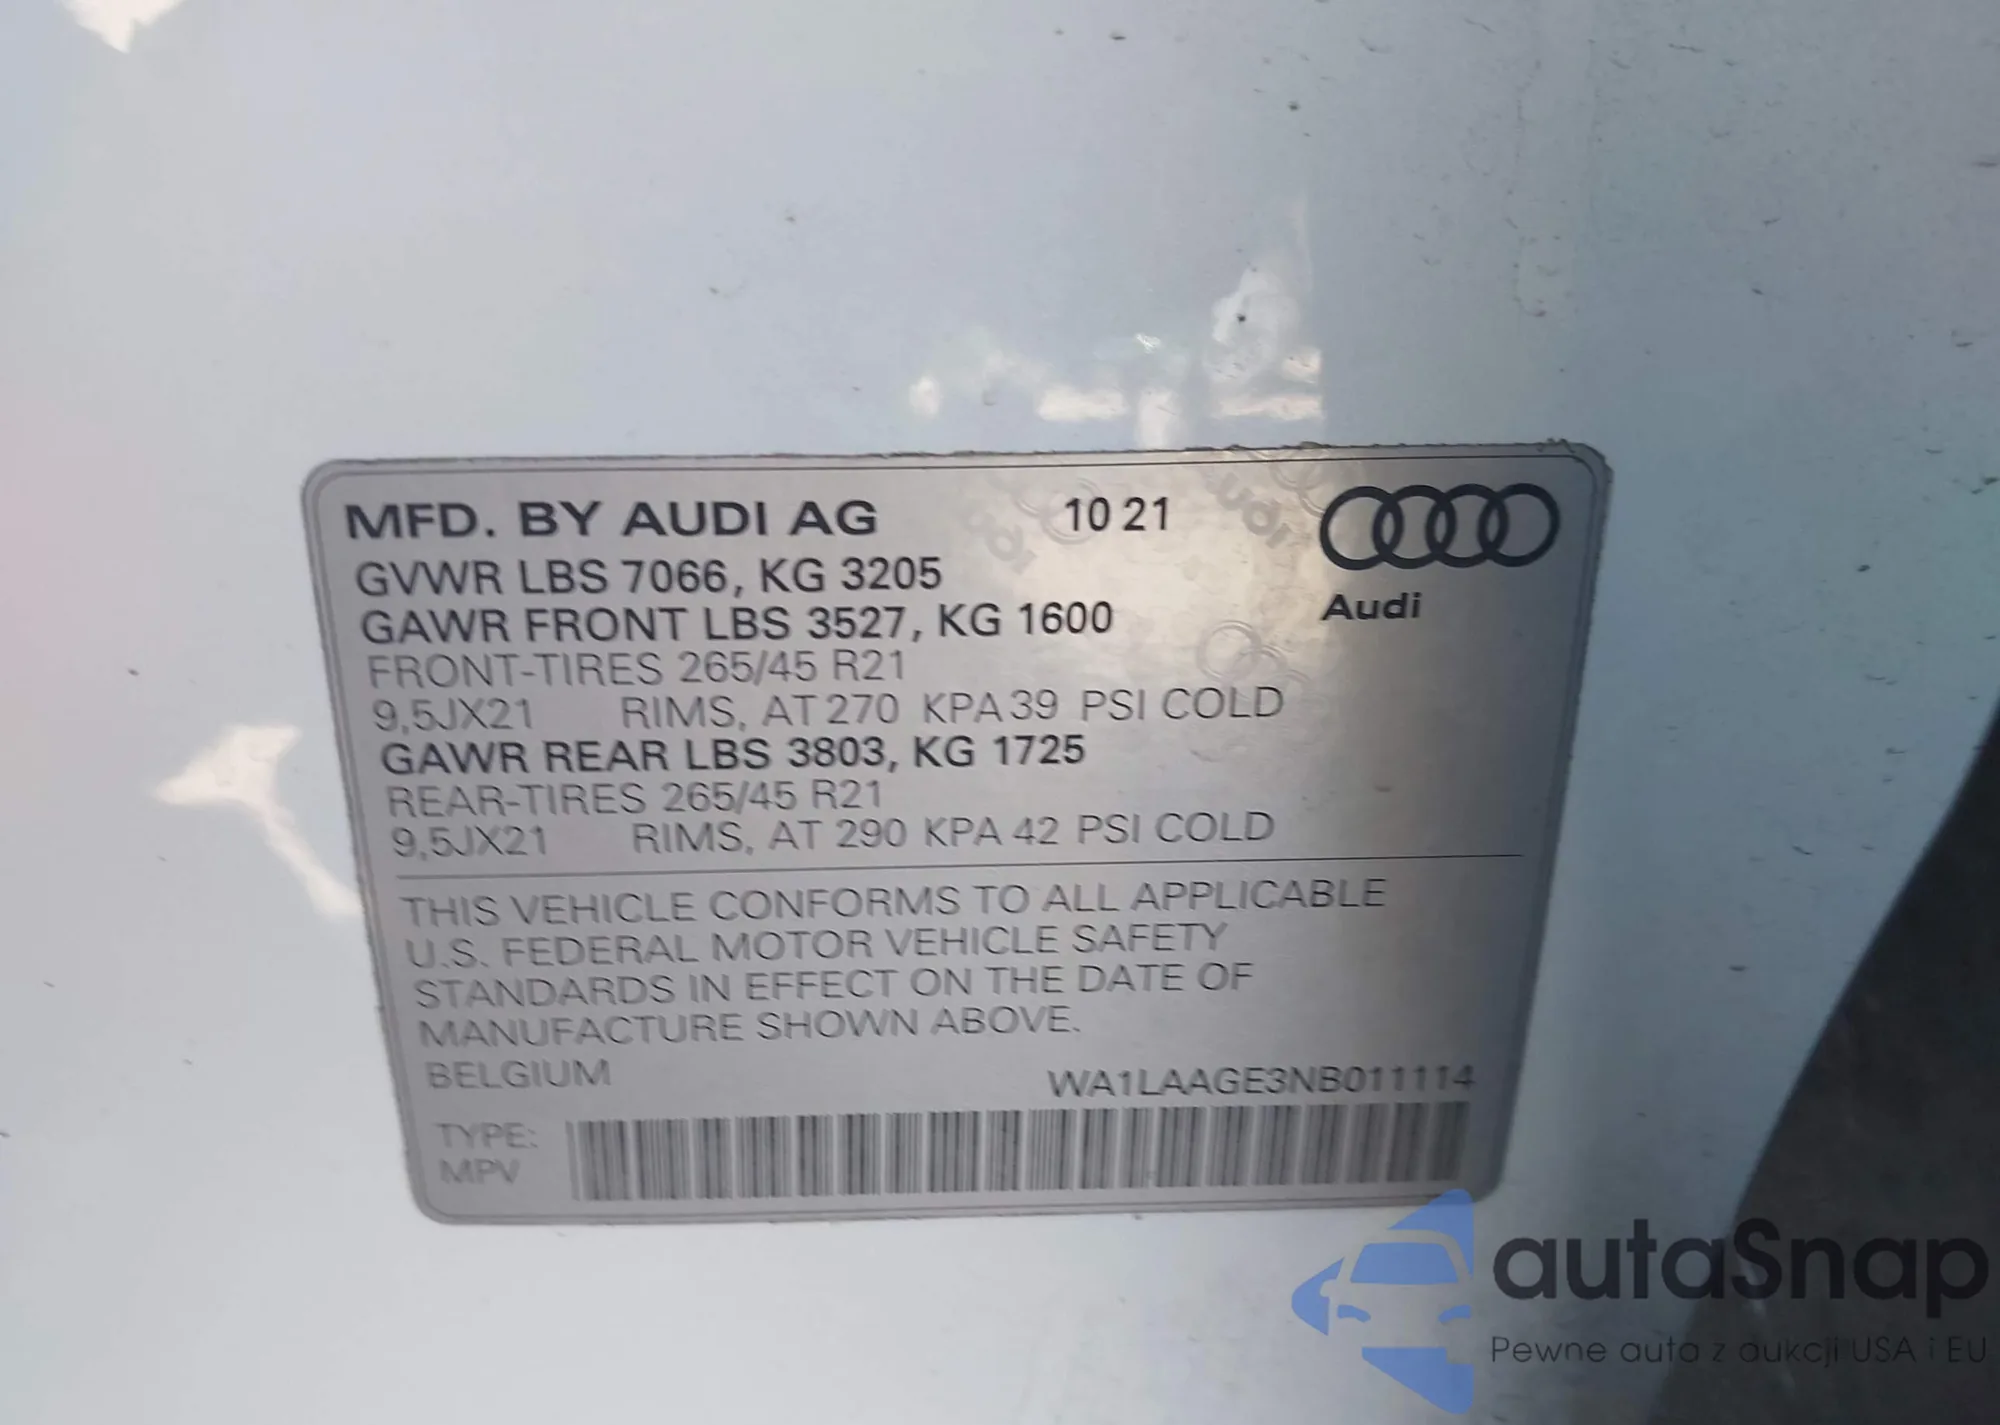 MFD. BY AUDI AG 10 21
GVWR LBS 7066, KG 3205
GAWR FRONT LBS 3527, KG 1600
Audi
FRONT-TIRES 265/45 R21
9,5JX21 RIMS, AT 270 KPA 39 PSI COLD
GAWR REAR LBS 3803, KG 1725
REAR-TIRES 265/45 R21
9,5JX21 RIMS, AT 290 KPA 42 PSI COLD
THIS VEHICLE CONFORMS TO ALL APPLICABLE
U.S. FEDERAL MOTOR VEHICLE SAFETY
STANDARDS IN EFFECT ON THE DATE OF
MANUFACTURE SHOWN ABOVE.
BELGIUM WA1LAAGE3NB011114
TYPE:
MPV
autaSnap
Pewne auta z aukcji USA i EU